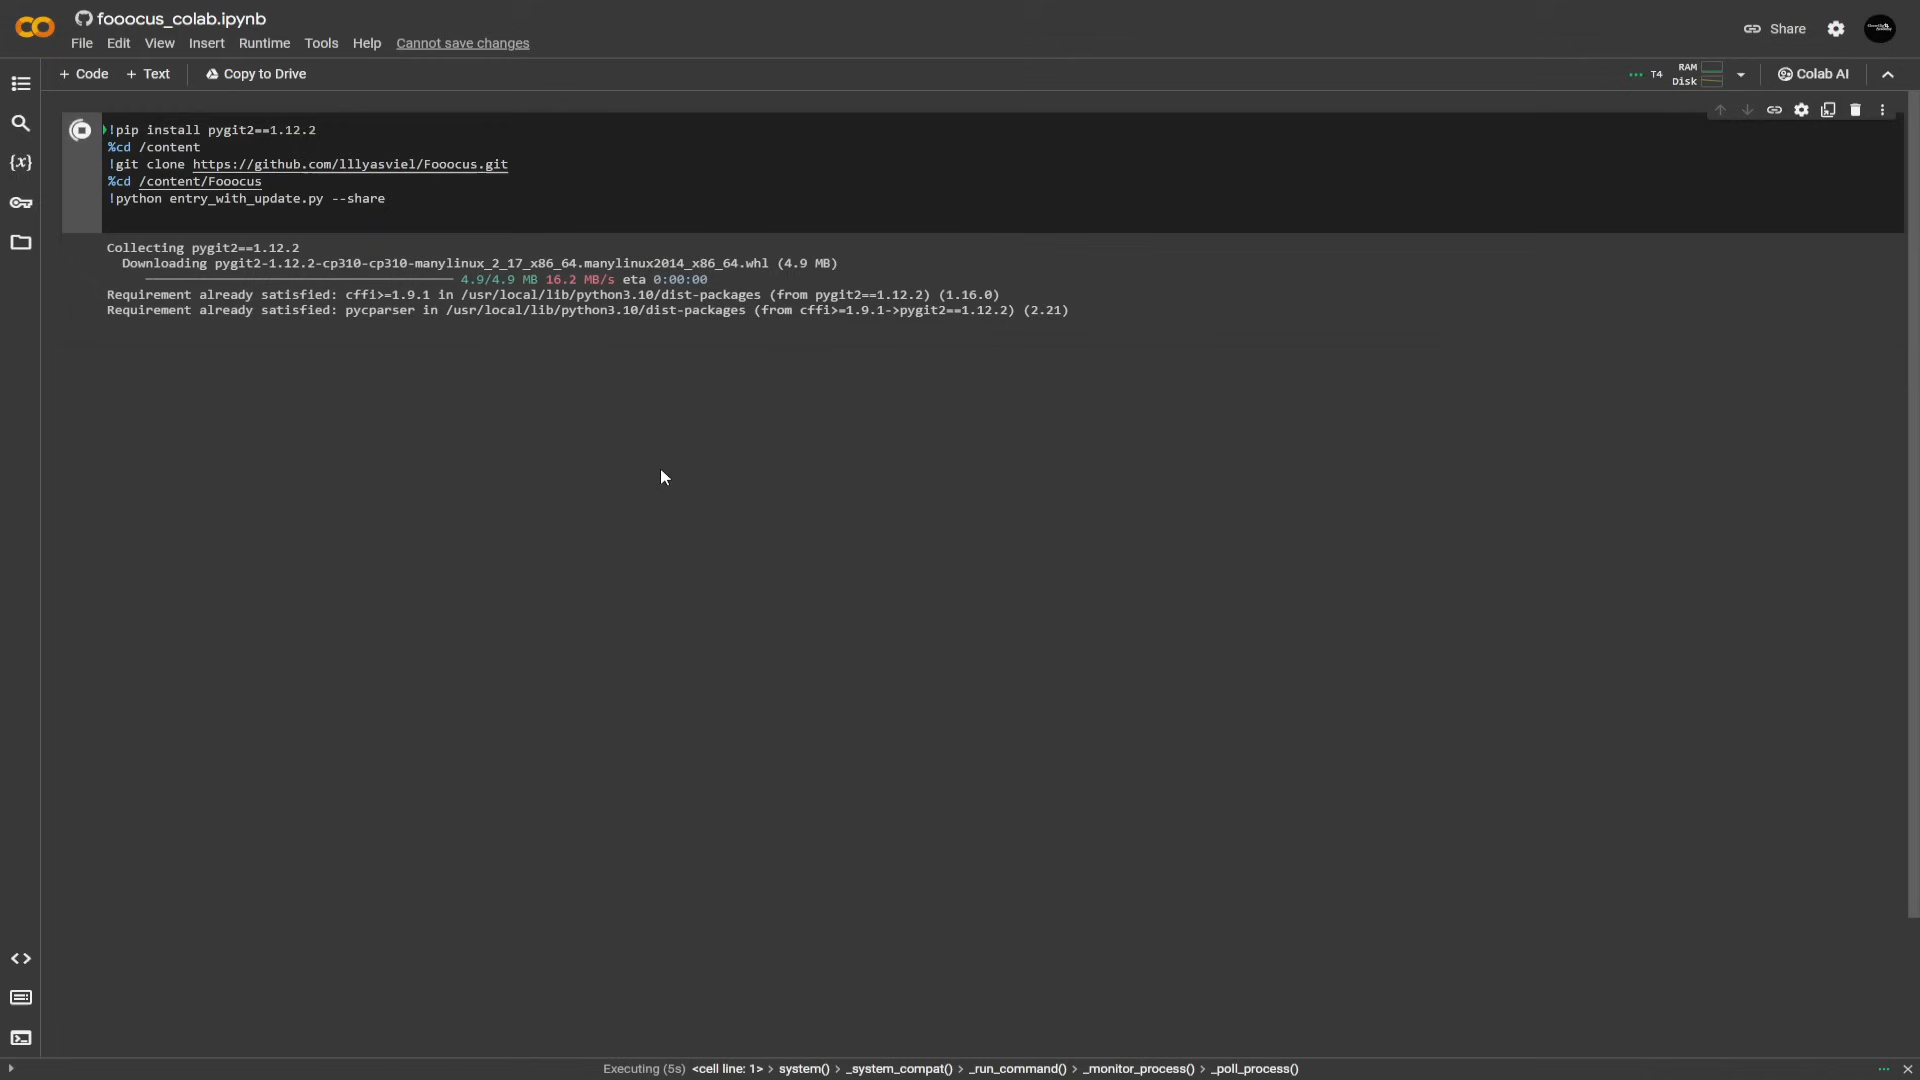 fooocus_colab.ipynb
File Edit View Insert Runtime Tools Help Cannot save changes
Share
+ Code + Text Copy to Drive
T4 RAM
Disk
Colab AI
!pip install pygit2==1.12.2
%cd /content
!git clone https://github.com/lllyasviel/Fooocus.git
%cd /content/Fooocus
!python entry_with_update.py --share
Collecting pygit2==1.12.2
Downloading pygit2-1.12.2-cp310-cp310-manylinux_2_17_x86_64.manylinux2014_x86_64.whl (4.9 MB)
4.9/4.9 MB 16.2 MB/s eta 0:00:00
Requirement already satisfied: cffi>=1.9.1 in /usr/local/lib/python3.10/dist-packages (from pygit2==1.12.2) (1.16.0)
Requirement already satisfied: pycparser in /usr/local/lib/python3.10/dist-packages (from cffi>=1.9.1->pygit2==1.12.2) (2.21)
Executing (5s) <cell line: 1> > system() > _system_compat() > _run_command() > _monitor_process() > _poll_process()